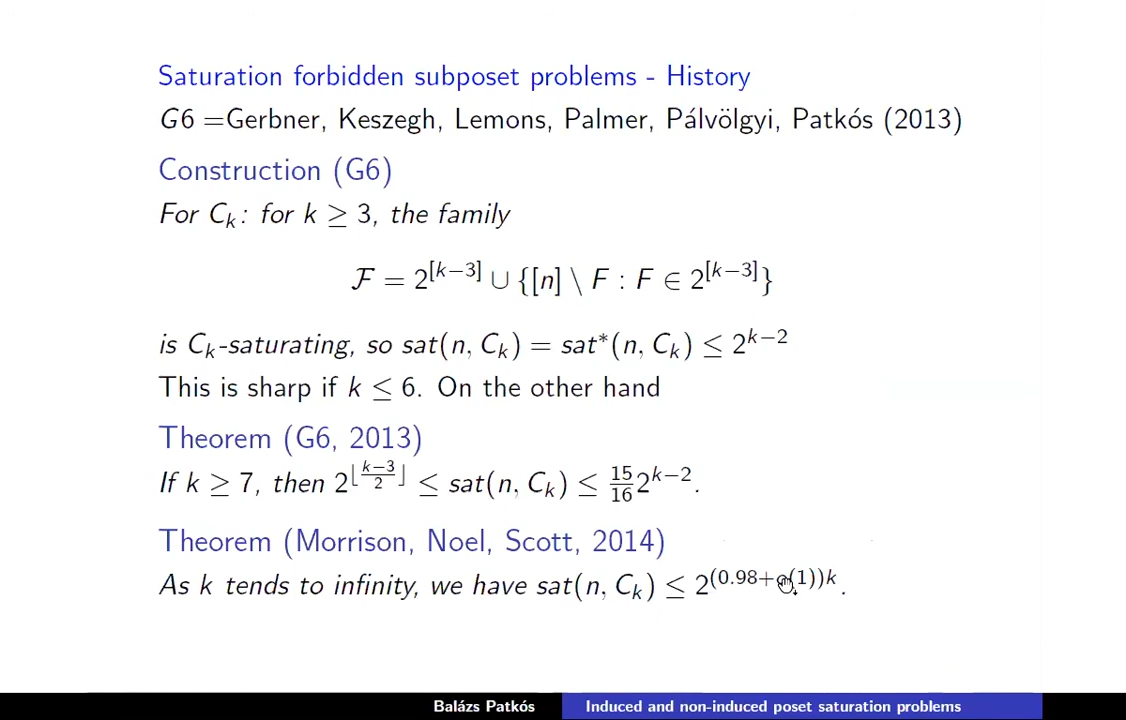 Saturation forbidden subposet problems - History
G6 =Gerbner, Keszegh, Lemons, Palmer, Pálvölgyi, Patkós (2013)
Construction (G6)
For C_k: for k ≥ 3, the family
ℱ = 2^{[k−3]} ∪ {[n] \ F : F ∈ 2^{[k−3]}}
is C_k-saturating, so sat(n, C_k) = sat*(n, C_k) ≤ 2^{k−2}
This is sharp if k ≤ 6. On the other hand
Theorem (G6, 2013)
If k ≥ 7, then 2^{⌊\frac{k−3}{2}⌋} ≤ sat(n, C_k) ≤ \frac{15}{16}2^{k−2}.
Theorem (Morrison, Noel, Scott, 2014)
As k tends to infinity, we have sat(n, C_k) ≤ 2^{(0.98+o(1))k}.
Balázs Patkós Induced and non-induced poset saturation problems